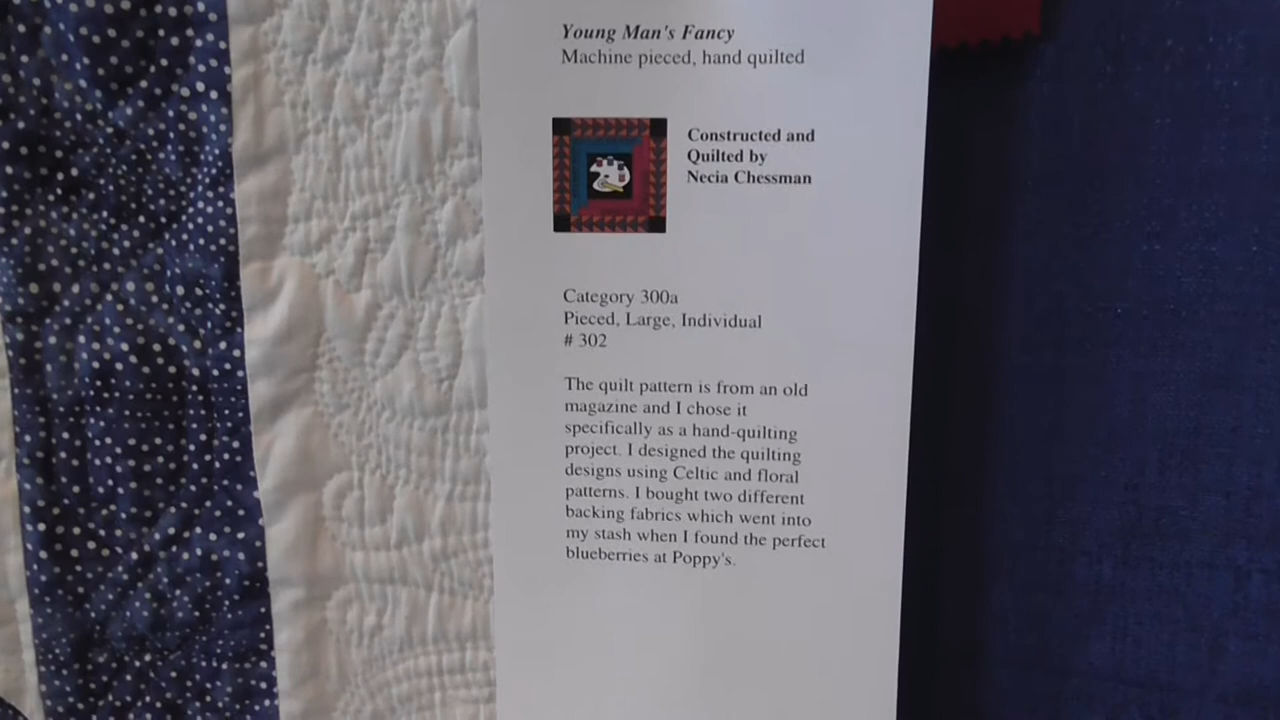 Young Man's Fancy
Machine pieced, hand quilted
Constructed and
Quilted by
Necia Chessman
Category 300a
Pieced, Large, Individual
# 302
The quilt pattern is from an old
magazine and I chose it
specifically as a hand-quilting
project. I designed the quilting
designs using Celtic and floral
patterns. I bought two different
backing fabrics which went into
my stash when I found the perfect
blueberries at Poppy's.